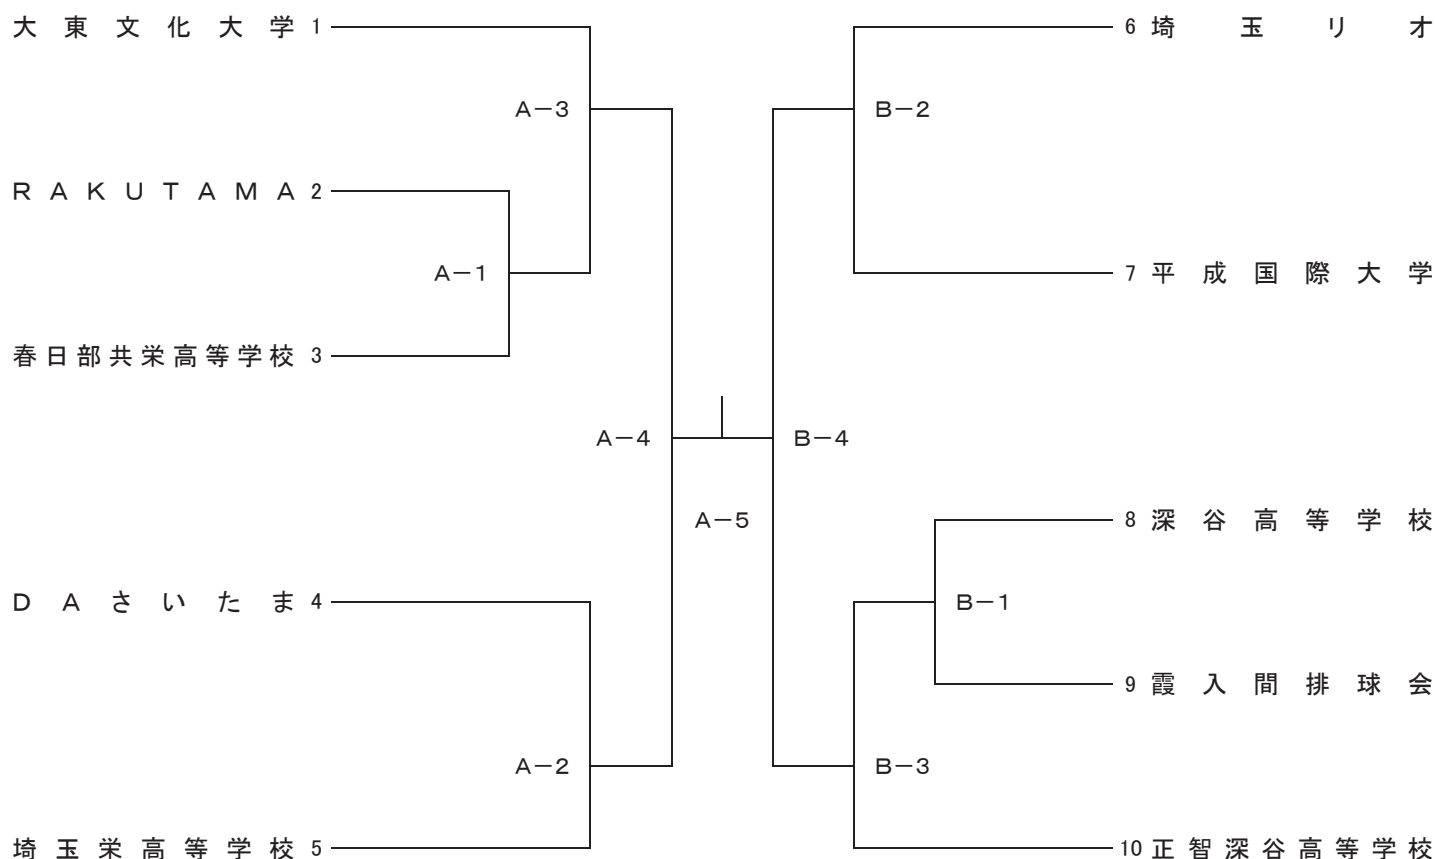 大東文化大学 1
6 埼玉リオ
A－3
B－2
RAKUTAMA 2
A－1
7 平成国際大学
春日部共栄高等学校 3
A－4
B－4
A－5
8 深谷高等学校
DAさいたま 4
B－1
9 霞入間排球会
A－2
B－3
埼玉栄高等学校 5
10 正智深谷高等学校